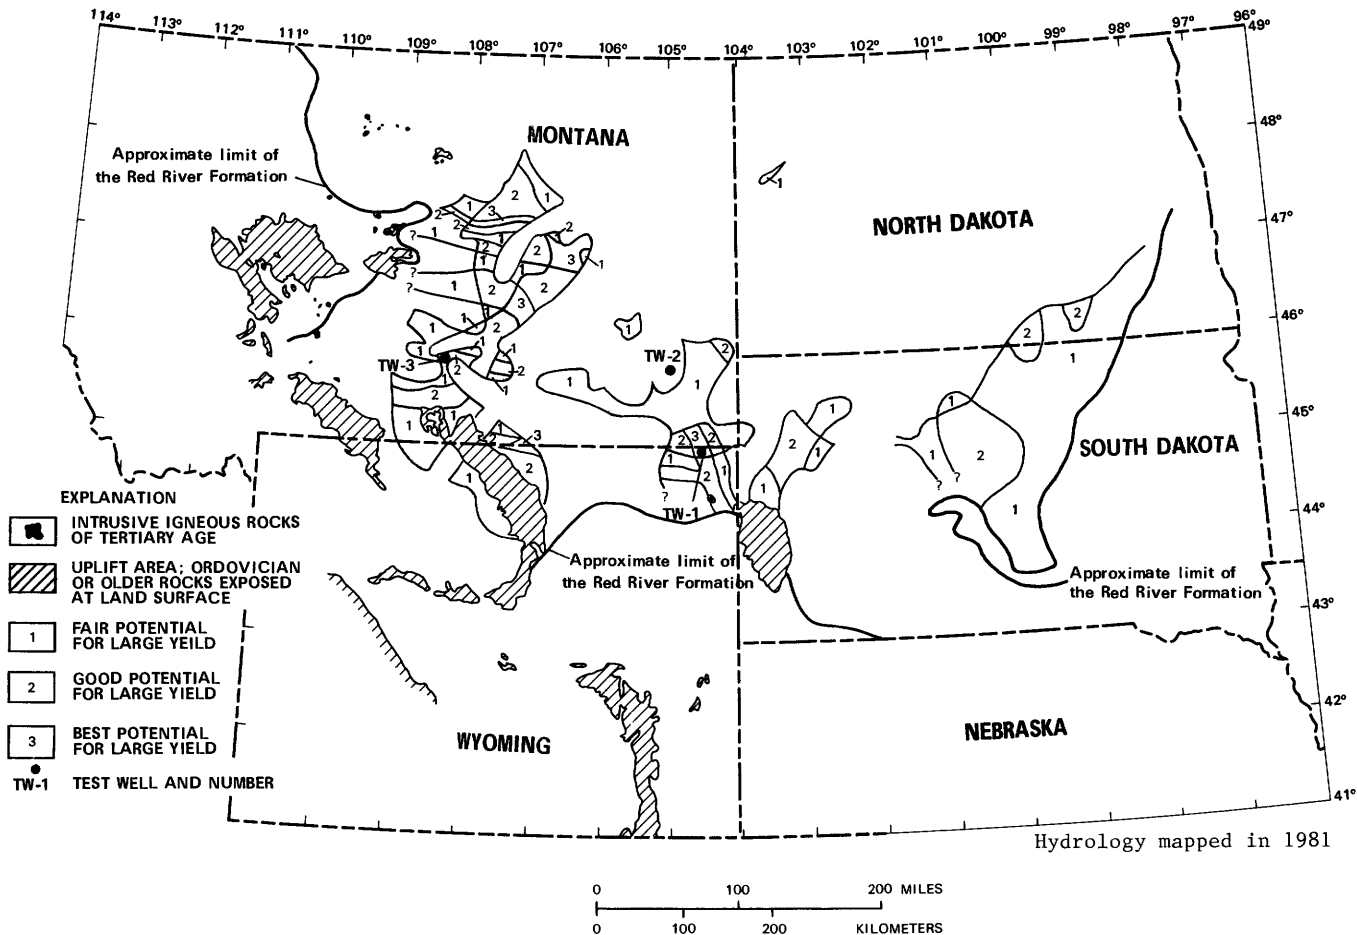 114°
113°
112°
111°
110°
109°
108°
107°
106°
105°
104°
103°
102°
101°
100°
99°
98°
97°
96°
49°
48°
47°
46°
45°
44°
43°
42°
41°
MONTANA
NORTH DAKOTA
SOUTH DAKOTA
NEBRASKA
WYOMING
Approximate limit of
the Red River Formation
Approximate limit of
the Red River Formation
Approximate limit of
the Red River Formation
TW-3
TW-2
TW-1
EXPLANATION
INTRUSIVE IGNEOUS ROCKS
OF TERTIARY AGE
UPLIFT AREA; ORDOVICIAN
OR OLDER ROCKS EXPOSED
AT LAND SURFACE
1 FAIR POTENTIAL
FOR LARGE YEILD
2 GOOD POTENTIAL
FOR LARGE YIELD
3 BEST POTENTIAL
FOR LARGE YIELD
TW-1 TEST WELL AND NUMBER
Hydrology mapped in 1981
0 100 200 MILES
0 100 200 KILOMETERS